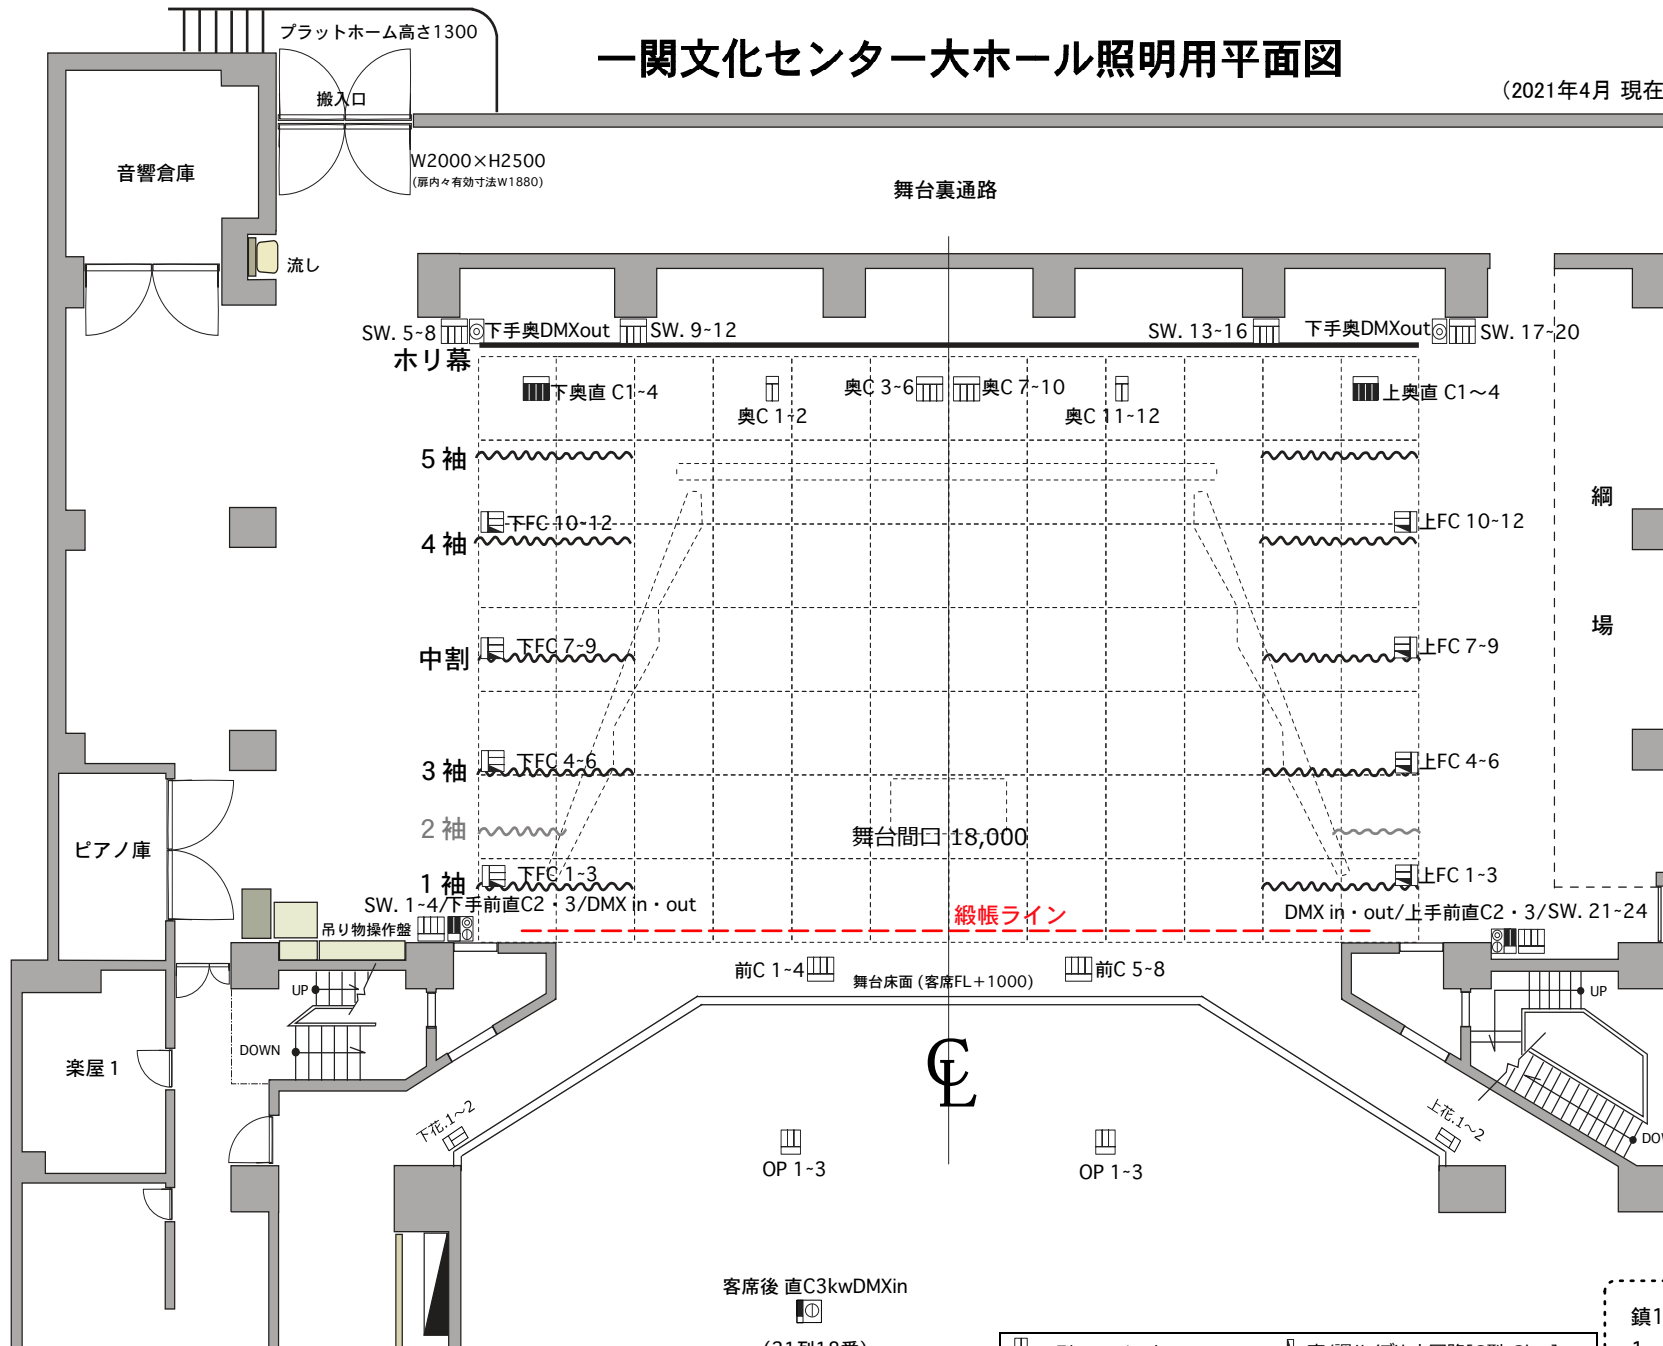 プラットホーム高さ1300
一関文化センター大ホール照明用平面図
（2021年4月 現在
搬入口
W2000×H2500
(扉内々有効寸法W1880)
音響倉庫
舞台裏通路
流し
SW. 5~8
下手奥DMXout
SW. 9~12
SW. 13~16
下手奥DMXout
SW. 17~20
ホリ幕
下奥直 C1~4
奥C 1~2
奥C 3~6
奥C 7~10
奥C 11~12
上奥直 C1～4
5 袖
綱
場
下FC 10~12
上FC 10~12
4 袖
下FC 7~9
上FC 7~9
中割
下FC 4~6
上FC 4~6
3 袖
2 袖
舞台間口 18,000
ピアノ庫
下FC 1~3
上FC 1~3
1 袖
SW. 1~4/下手前直C2・3/DMX in・out
緞帳ライン
DMX in・out/上手前直C2・3/SW. 21~24
吊り物操作盤
前C 1~4
前C 5~8
舞台床面 (客席FL＋1000)
UP
UP
DOWN
CL
楽屋 1
下花.1～2
上花.1～2
OP 1~3
OP 1~3
客席後 直C3kwDMXin
鎮1